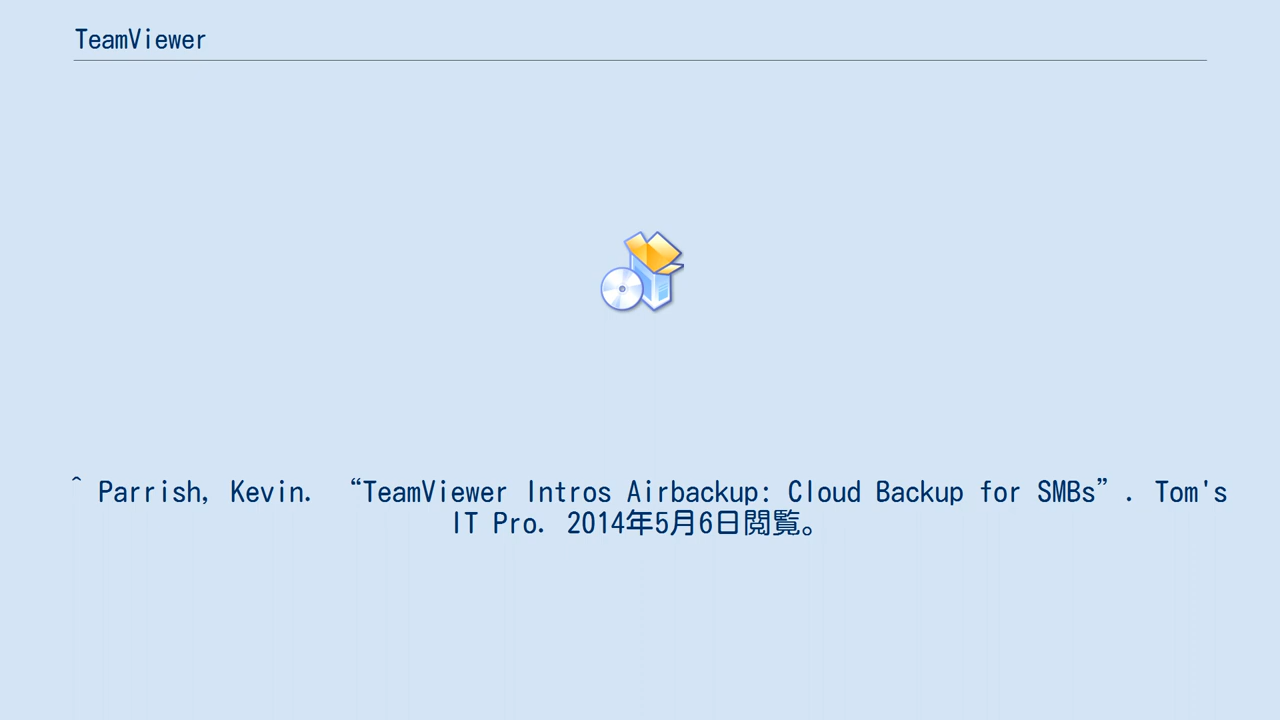 TeamViewer
^ Parrish, Kevin. “TeamViewer Intros Airbackup: Cloud Backup for SMBs”. Tom's
IT Pro. 2014年5月6日閲覧。